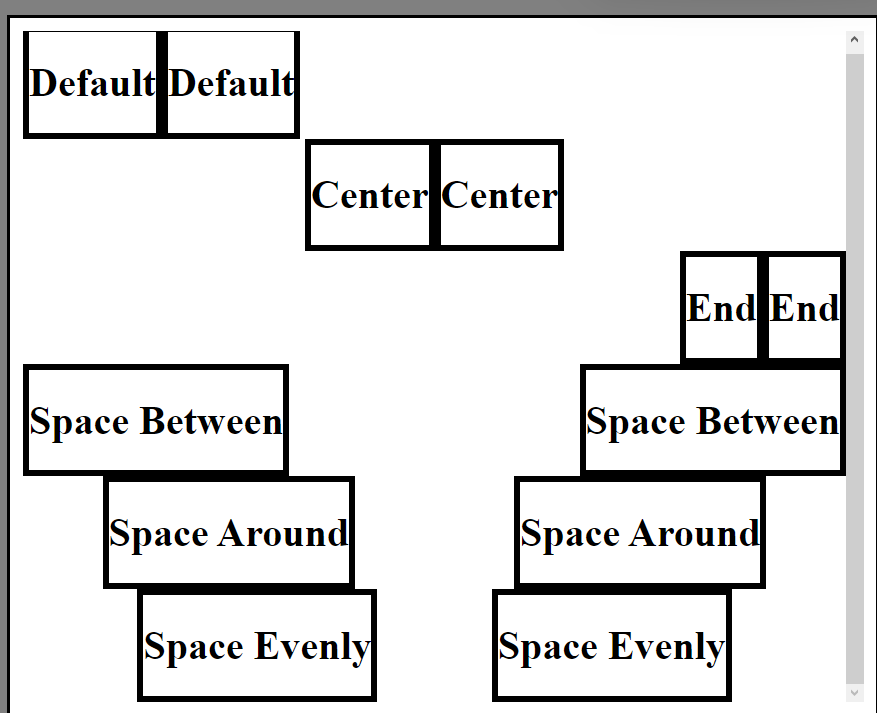 Default Default
Center Center
End End
Space Between Space Between
Space Around Space Around
Space Evenly Space Evenly